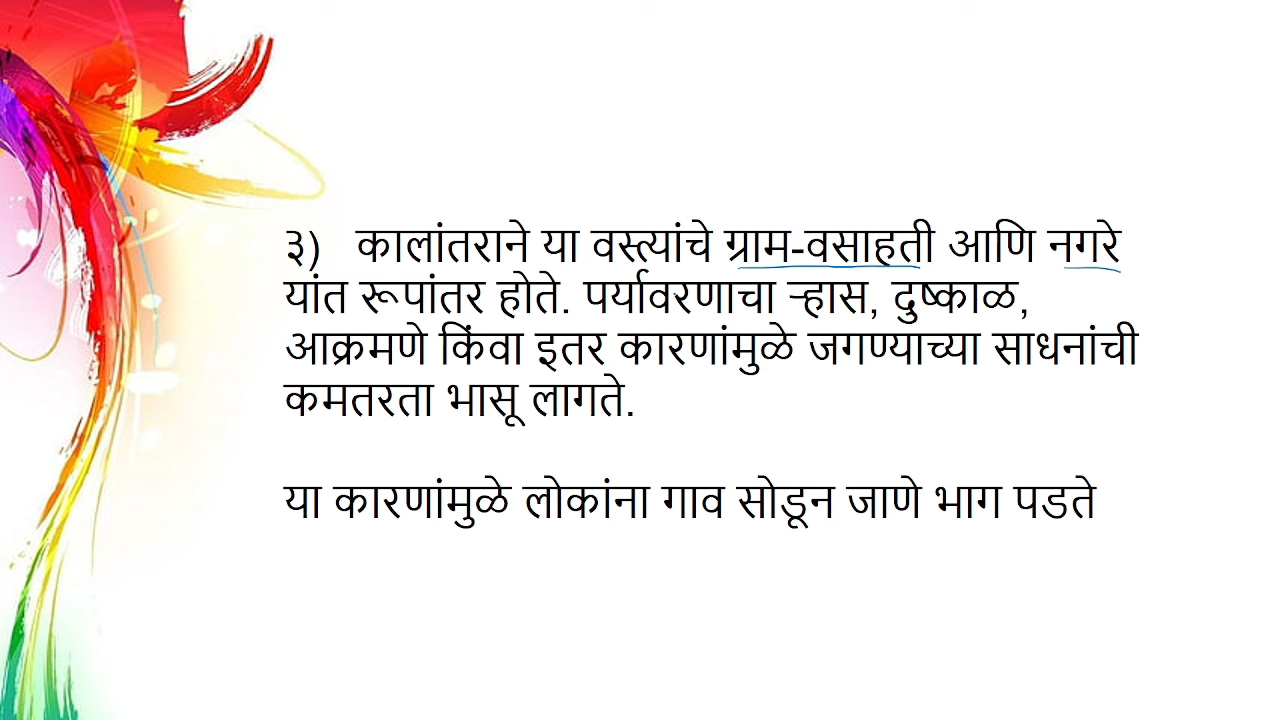 ३) कालांतराने या वस्त्यांचे ग्राम-वसाहती आणि नगरे
यांत रूपांतर होते. पर्यावरणाचा ऱ्हास, दुष्काळ,
आक्रमणे किंवा इतर कारणांमुळे जगण्याच्या साधनांची
कमतरता भासू लागते.
या कारणांमुळे लोकांना गाव सोडून जाणे भाग पडते